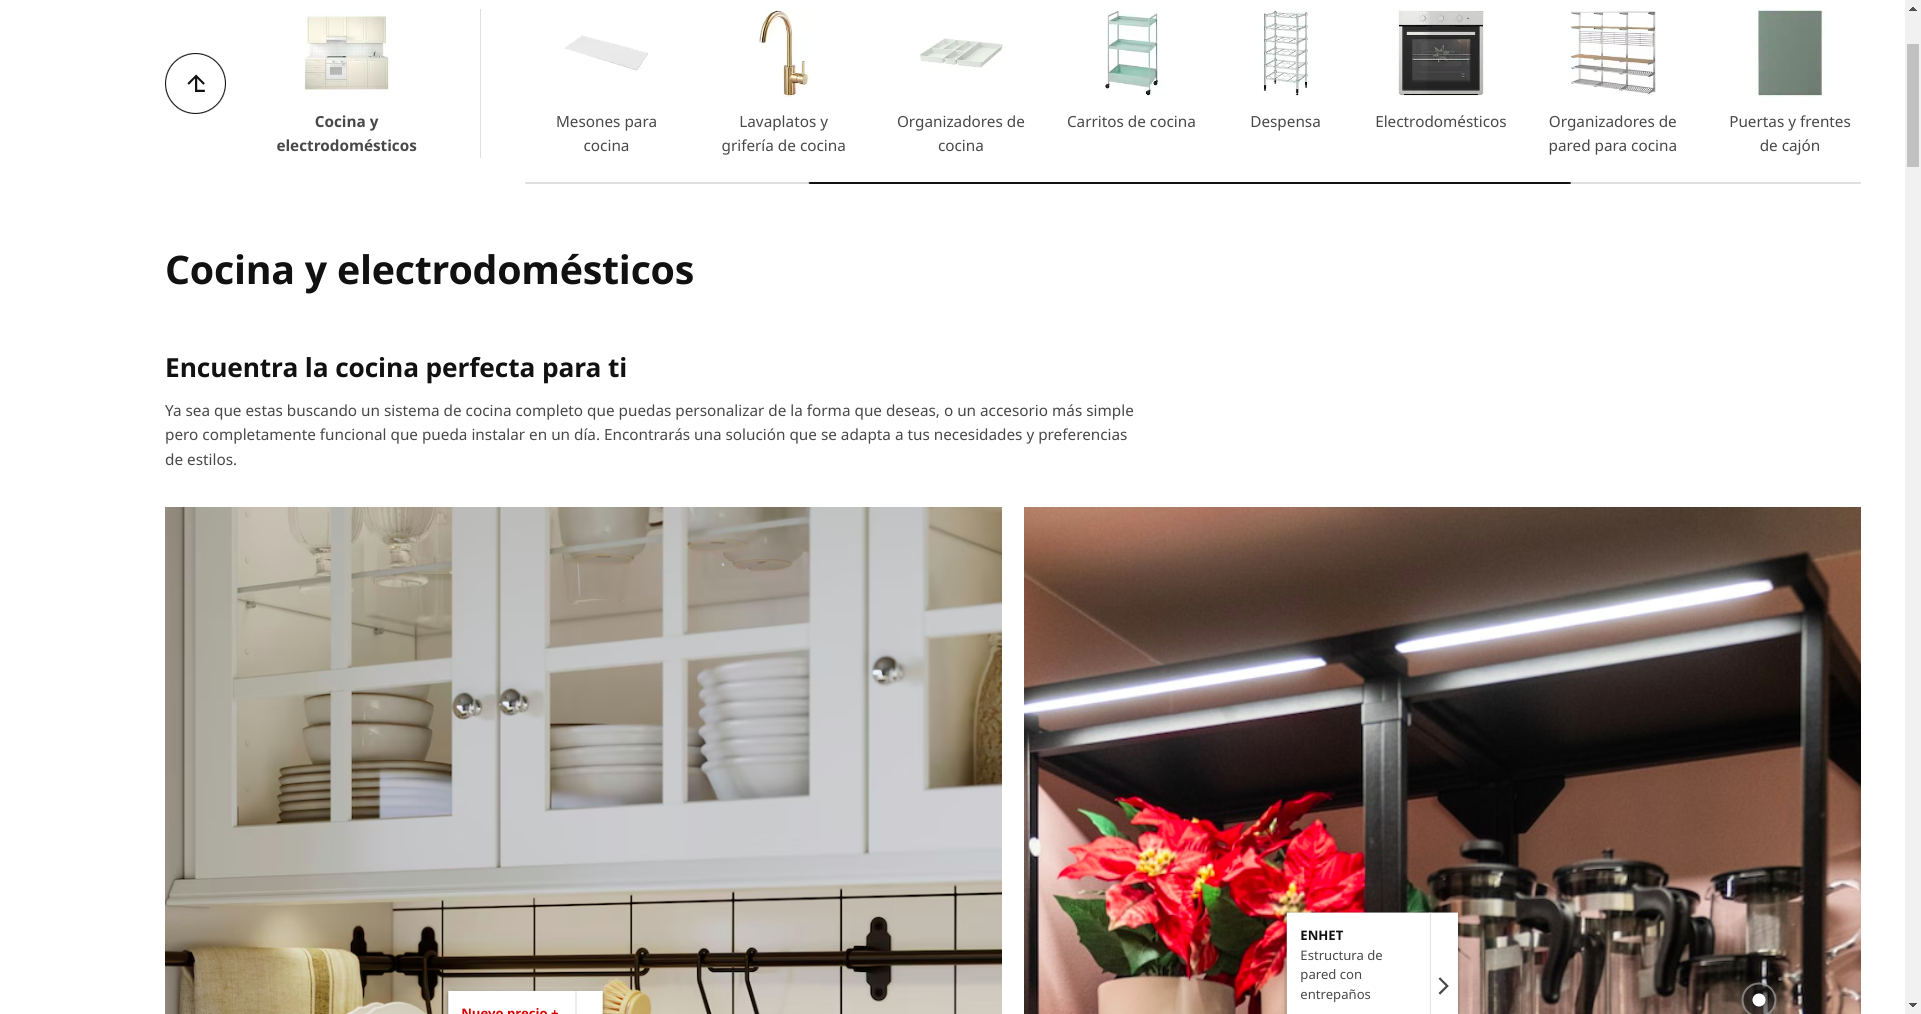 Cocina y
electrodomésticos
Mesones para
cocina
Lavaplatos y
grifería de cocina
Organizadores de
cocina
Carritos de cocina
Despensa
Electrodomésticos
Organizadores de
pared para cocina
Puertas y frentes
de cajón
Cocina y electrodomésticos
Encuentra la cocina perfecta para ti
Ya sea que estas buscando un sistema de cocina completo que puedas personalizar de la forma que deseas, o un accesorio más simple
pero completamente funcional que pueda instalar en un día. Encontrarás una solución que se adapta a tus necesidades y preferencias
de estilos.
ENHET
Estructura de
pared con
entrepaños
Nuevo precio +